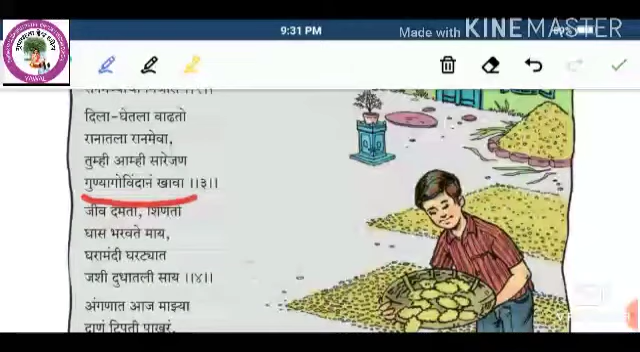 9:31 PM
Made with KINEMASTER
YAWAL
दिला-घेतला वाढतो
रानातला रानमेवा,
तुम्ही आम्ही सारेजण
गुण्यागोविंदानं खावा ।।३।।
जीव दमतो, शिणतो
घास भरवते माय,
घरामंदी घरट्यात
जशी दुधातली साय ।।४।।
अंगणात आज माझ्या
दाणं टिपती पाखरं,